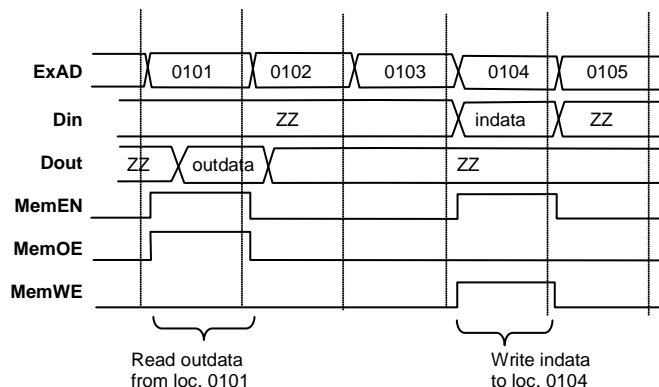 ExAD 0101 0102 0103 0104 0105
Din ZZ indata ZZ
Dout ZZ outdata ZZ
MemEN
MemOE
MemWE
Read outdata
from loc. 0101
Write indata
to loc. 0104